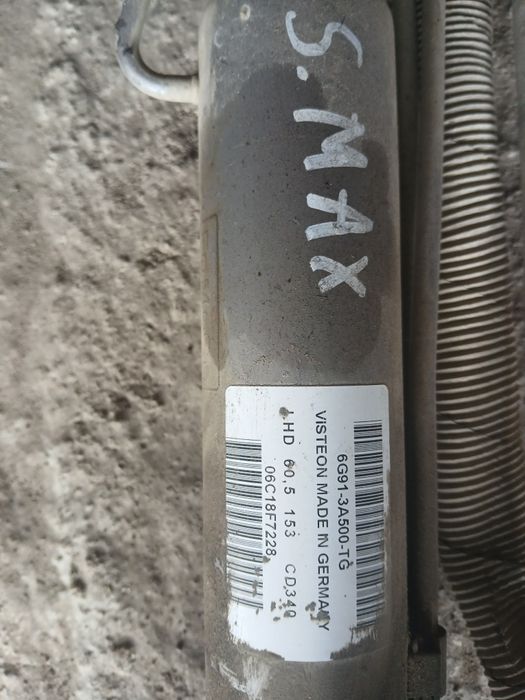 S.MAX
6G91-3A500-TG
VISTEON MADE IN GERMANY
LHD 60,5 153 CD340
06C18F7228